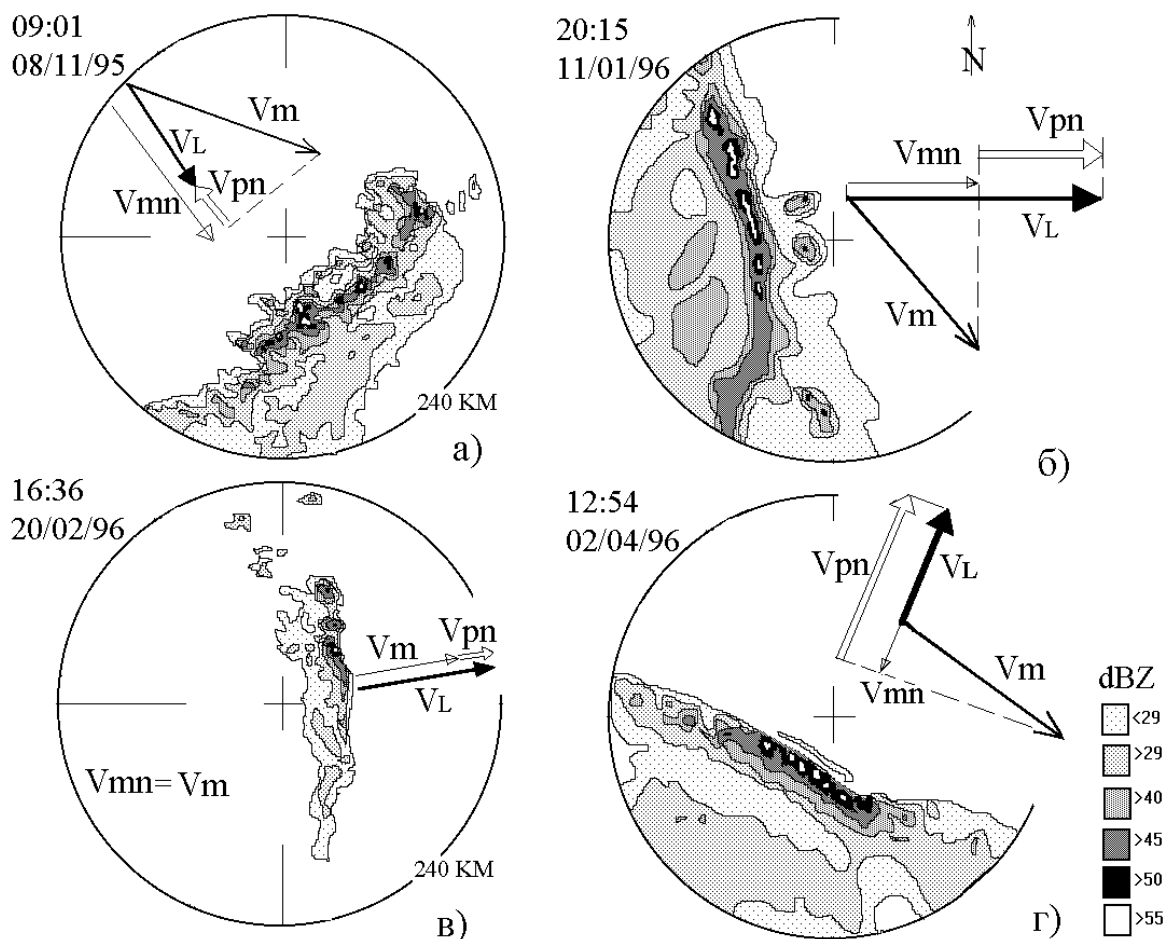 09:01
08/11/95
Vm
VL
Vpn
Vmn
240 KM
а)
20:15
11/01/96
N
Vpn
Vmn
VL
Vm
б)
16:36
20/02/96
Vm
Vpn
VL
Vmn= Vm
240 KM
в)
12:54
02/04/96
Vpn
VL
Vm
Vmn
г)
dBZ
<29
>29
>40
>45
>50
>55